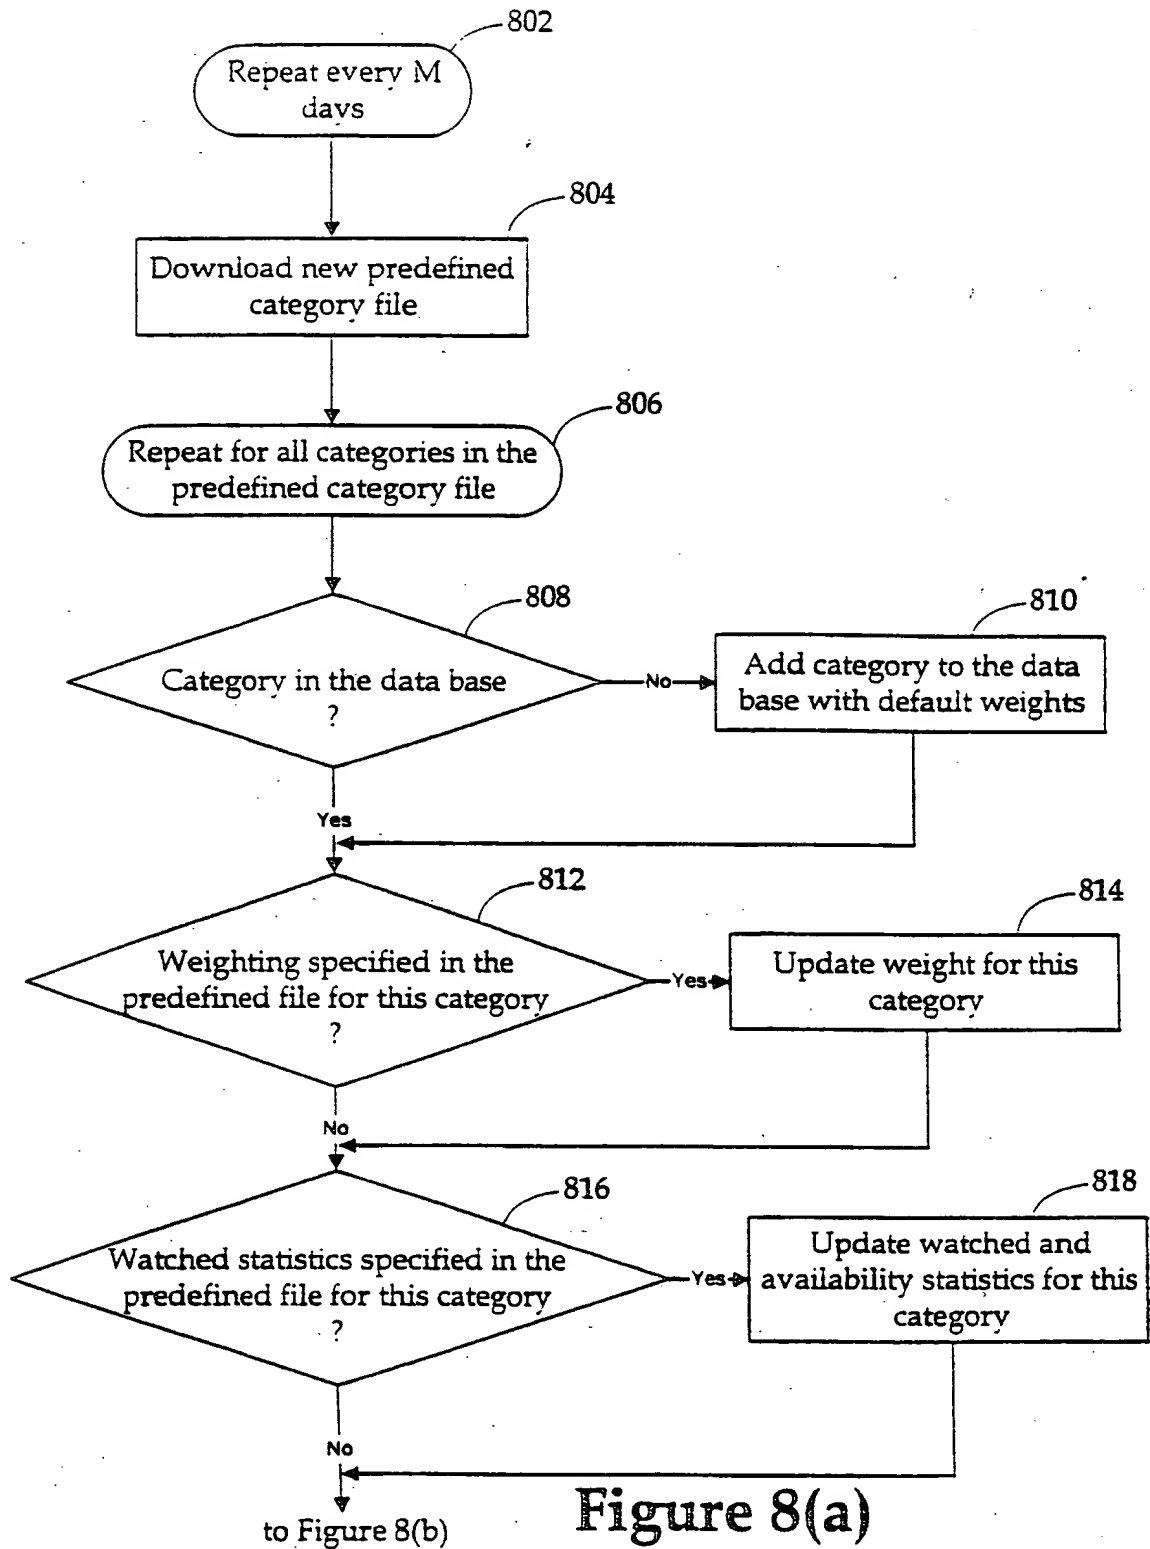 802
Repeat every M
days
804
Download new predefined
category file
806
Repeat for all categories in the
predefined category file
808
Category in the data base
?
No
810
Add category to the data
base with default weights
Yes
812
Weighting specified in the
predefined file for this category
?
Yes
814
Update weight for this
category
No
816
Watched statistics specified in the
predefined file for this category
?
Yes
818
Update watched and
availability statistics for this
category
No
to Figure 8(b)
Figure 8(a)